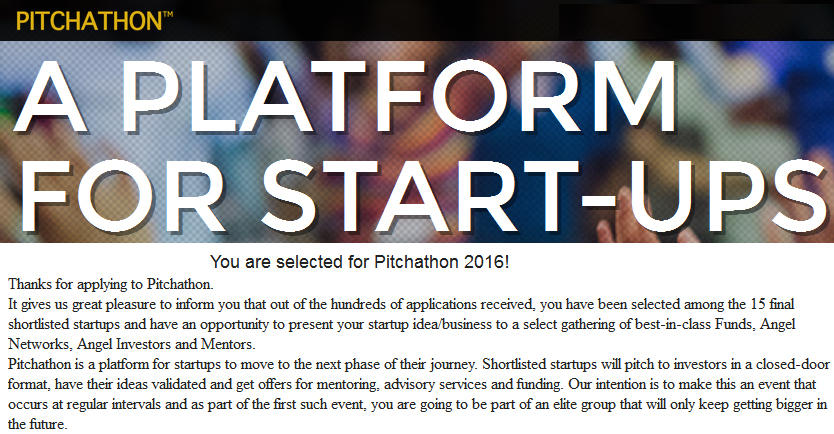 PITCHATHON™
A PLATFORM
FOR START-UPS
You are selected for Pitchathon 2016!
Thanks for applying to Pitchathon.
It gives us great pleasure to inform you that out of the hundreds of applications received, you have been selected among the 15 final
shortlisted startups and have an opportunity to present your startup idea/business to a select gathering of best-in-class Funds, Angel
Networks, Angel Investors and Mentors.
Pitchathon is a platform for startups to move to the next phase of their journey. Shortlisted startups will pitch to investors in a closed-door
format, have their ideas validated and get offers for mentoring, advisory services and funding. Our intention is to make this an event that
occurs at regular intervals and as part of the first such event, you are going to be part of an elite group that will only keep getting bigger in
the future.